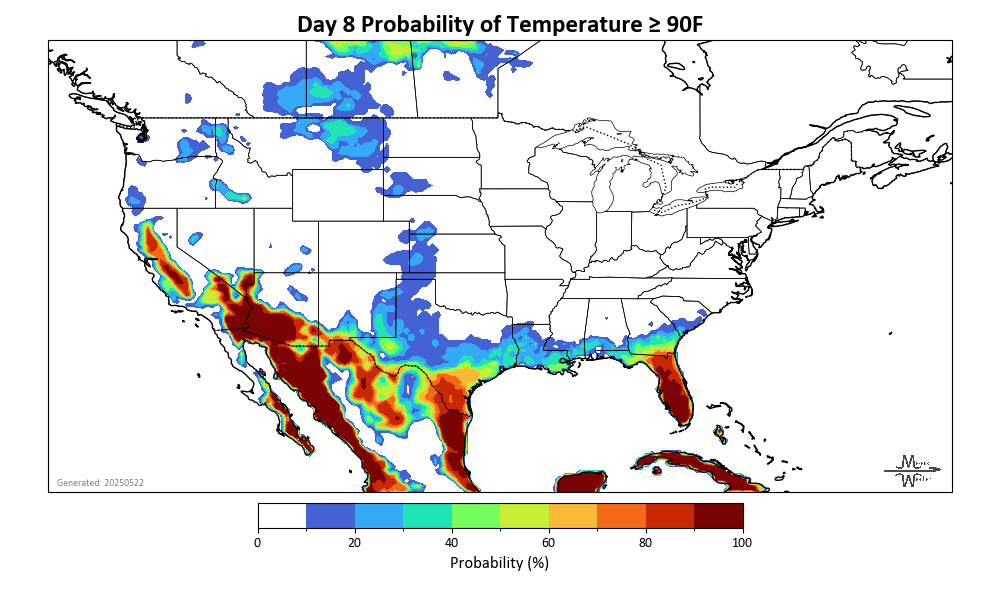 Day 8 Probability of Temperature ≥ 90F
Generated: 20250522
0 20 40 60 80 100
Probability (%)